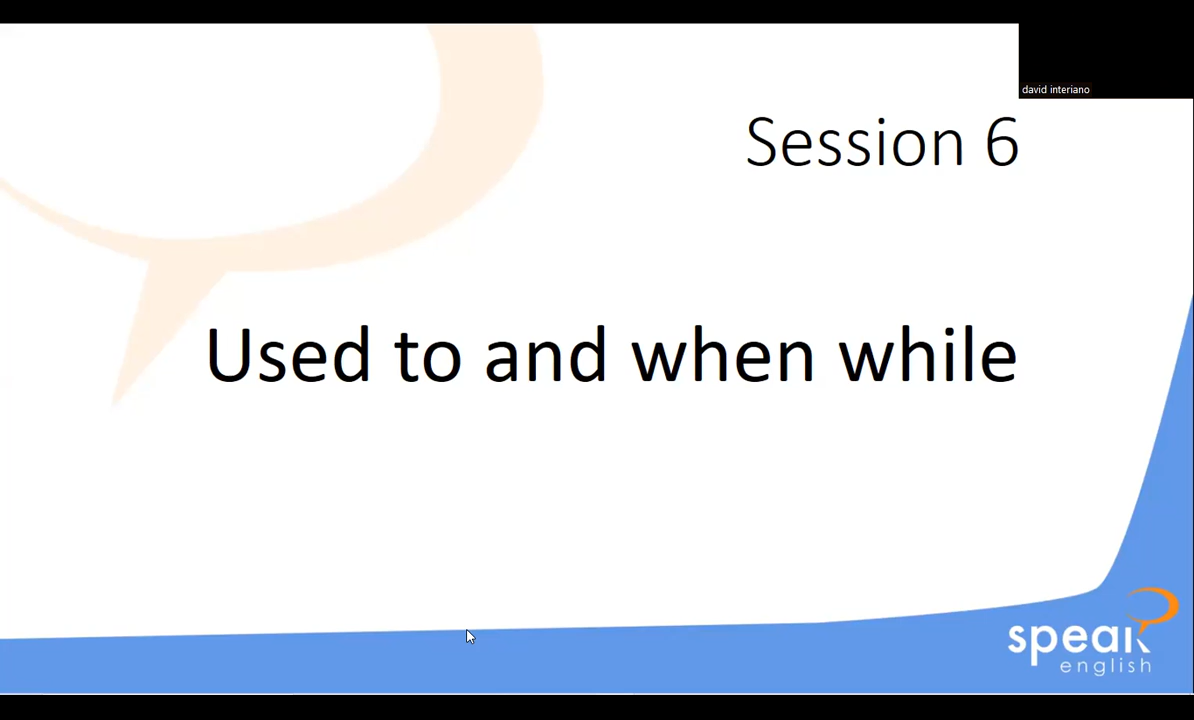 david interiano
Session 6
Used to and when while
speak
english